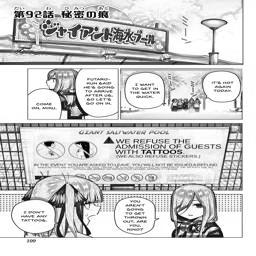 第92話 秘密の痕
ジャイアント海水プール
IT'S HOT
AGAIN
TODAY.
I WANT
TO GET IN
THE WATER
QUICK.
FUTARO-
KUN SAID
HE'S GOING
TO ARRIVE
AFTER US,
SO LET'S
GO ON IN.
COME
ON, MIKU.
GIANT SALTWATER POOL
WE REFUSE THE
ADMISSION OF GUESTS
WITH TATTOOS.
(WE ALSO REFUSE STICKERS.)
IN THE EVENT YOU ARE ASKED TO LEAVE, YOU WILL NOT BE ISSUED A REFUND.
YOU
AREN'T
GOING TO
GET THROWN
OUT, ARE
YOU,
NINO?
I DON'T
HAVE ANY
TATTOOS.
100